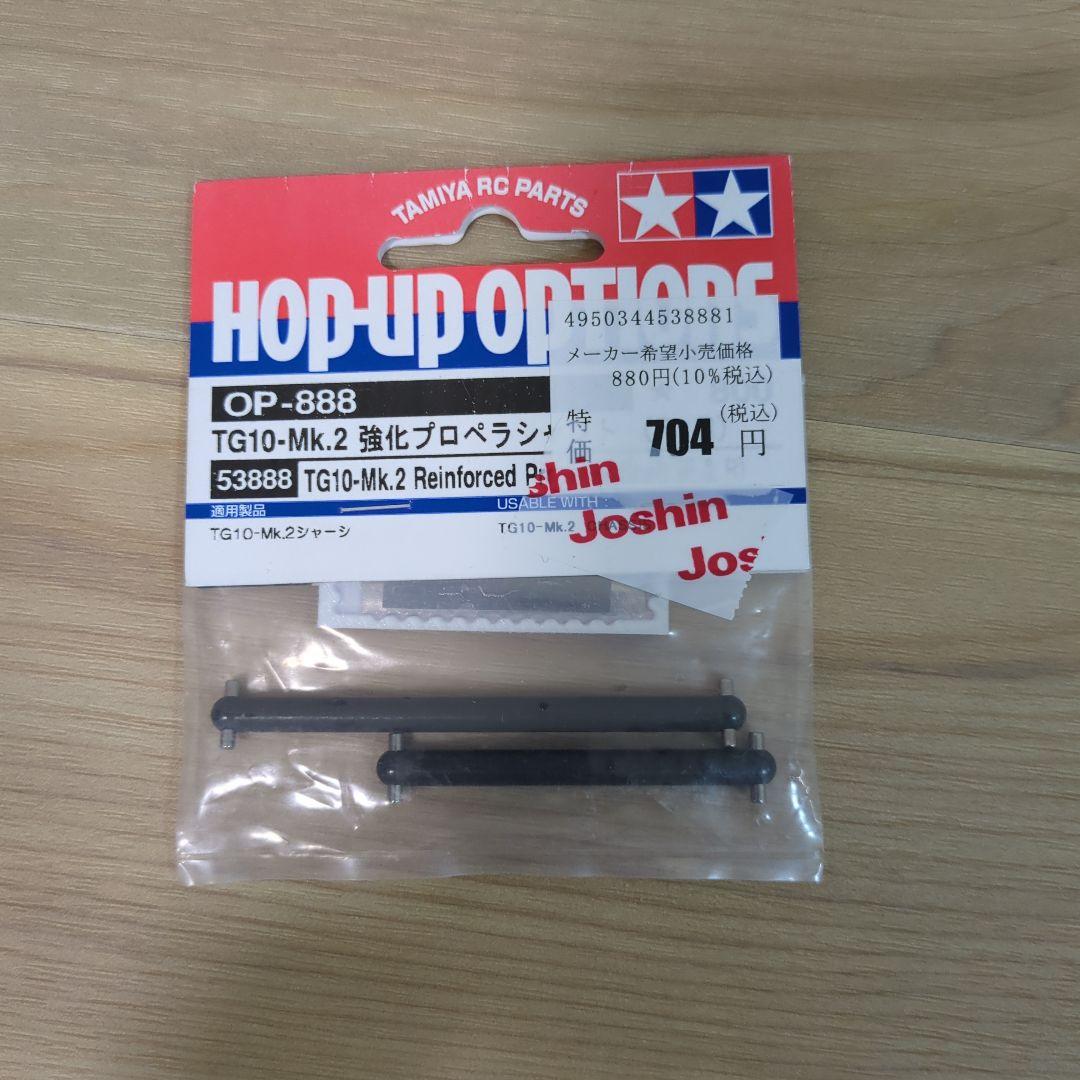 TAMIYA RC PARTS
HOP-UP OPTIONS
4950344538881
メーカー希望小売価格
880円(10%税込)
特価 704 (税込)円
OP-888
TG10-Mk.2 強化プロペラシャ
53888 TG10-Mk.2 Reinforced P
shin
Joshin
Jos
適用製品
USABLE WITH
TG10-Mk.2シャーシ
TG10-Mk.2 CHASSIS